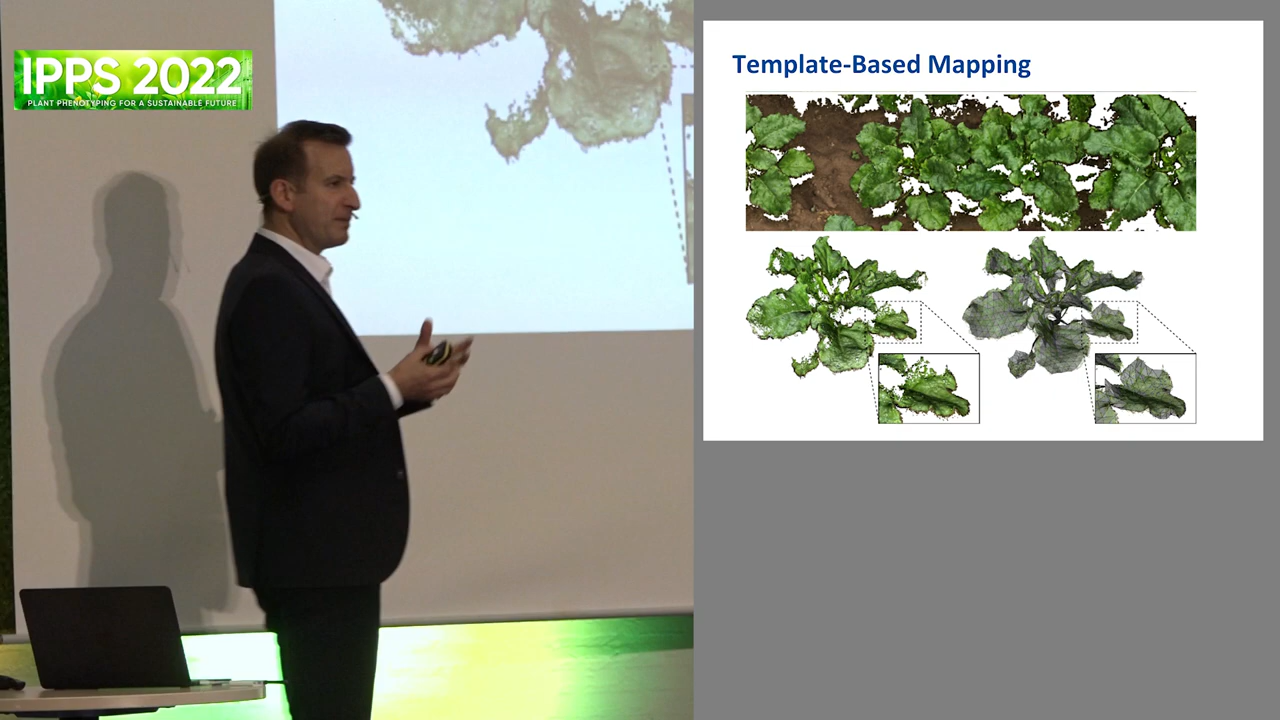 IPPS 2022
PLANT PHENOTYPING FOR A SUSTAINABLE FUTURE
Template-Based Mapping